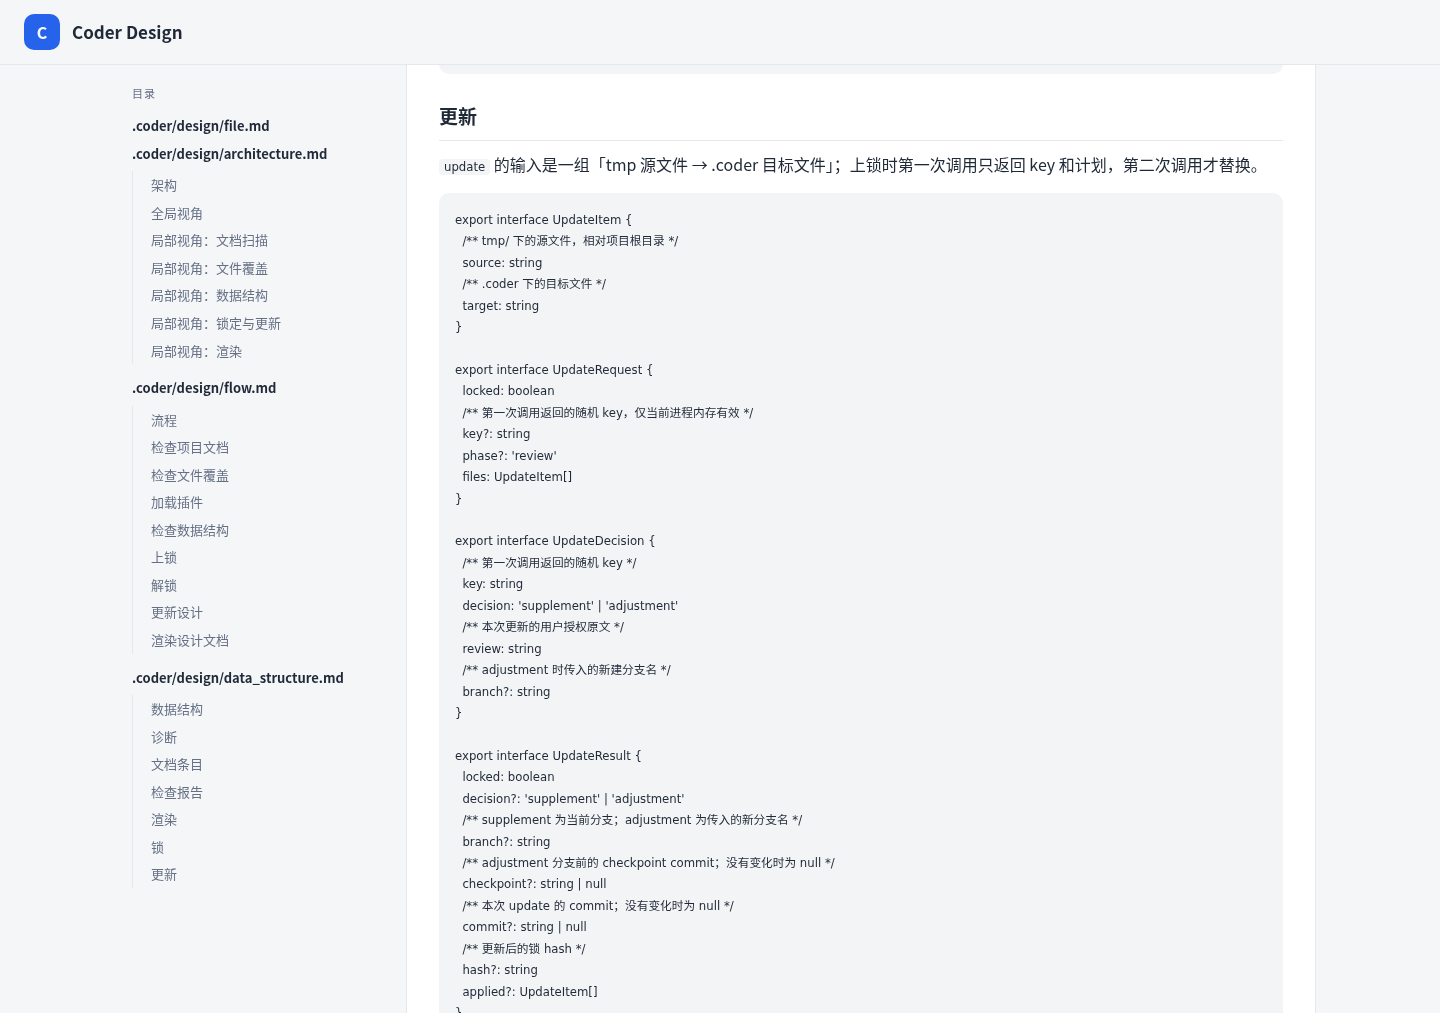 C
Coder Design
目录
.coder/design/file.md
.coder/design/architecture.md
架构
全局视角
局部视角：文档扫描
局部视角：文件覆盖
局部视角：数据结构
局部视角：锁定与更新
局部视角：渲染
.coder/design/flow.md
流程
检查项目文档
检查文件覆盖
加载插件
检查数据结构
上锁
解锁
更新设计
渲染设计文档
.coder/design/data_structure.md
数据结构
诊断
文档条目
检查报告
渲染
锁
更新
更新
update 的输入是一组「tmp 源文件 → .coder 目标文件」；上锁时第一次调用只返回 key 和计划，第二次调用才替换。
export interface UpdateItem {
/** tmp/ 下的源文件，相对项目根目录 */
source: string
/** .coder 下的目标文件 */
target: string
}
export interface UpdateRequest {
locked: boolean
/** 第一次调用返回的随机 key，仅当前进程内存有效 */
key?: string
phase?: 'review'
files: UpdateItem[]
}
export interface UpdateDecision {
/** 第一次调用返回的随机 key */
key: string
decision: 'supplement' | 'adjustment'
/** 本次更新的用户授权原文 */
review: string
/** adjustment 时传入的新建分支名 */
branch?: string
}
export interface UpdateResult {
locked: boolean
decision?: 'supplement' | 'adjustment'
/** supplement 为当前分支；adjustment 为传入的新分支名 */
branch?: string
/** adjustment 分支前的 checkpoint commit；没有变化时为 null */
checkpoint?: string | null
/** 本次 update 的 commit；没有变化时为 null */
commit?: string | null
/** 更新后的锁 hash */
hash?: string
applied?: UpdateItem[]
}